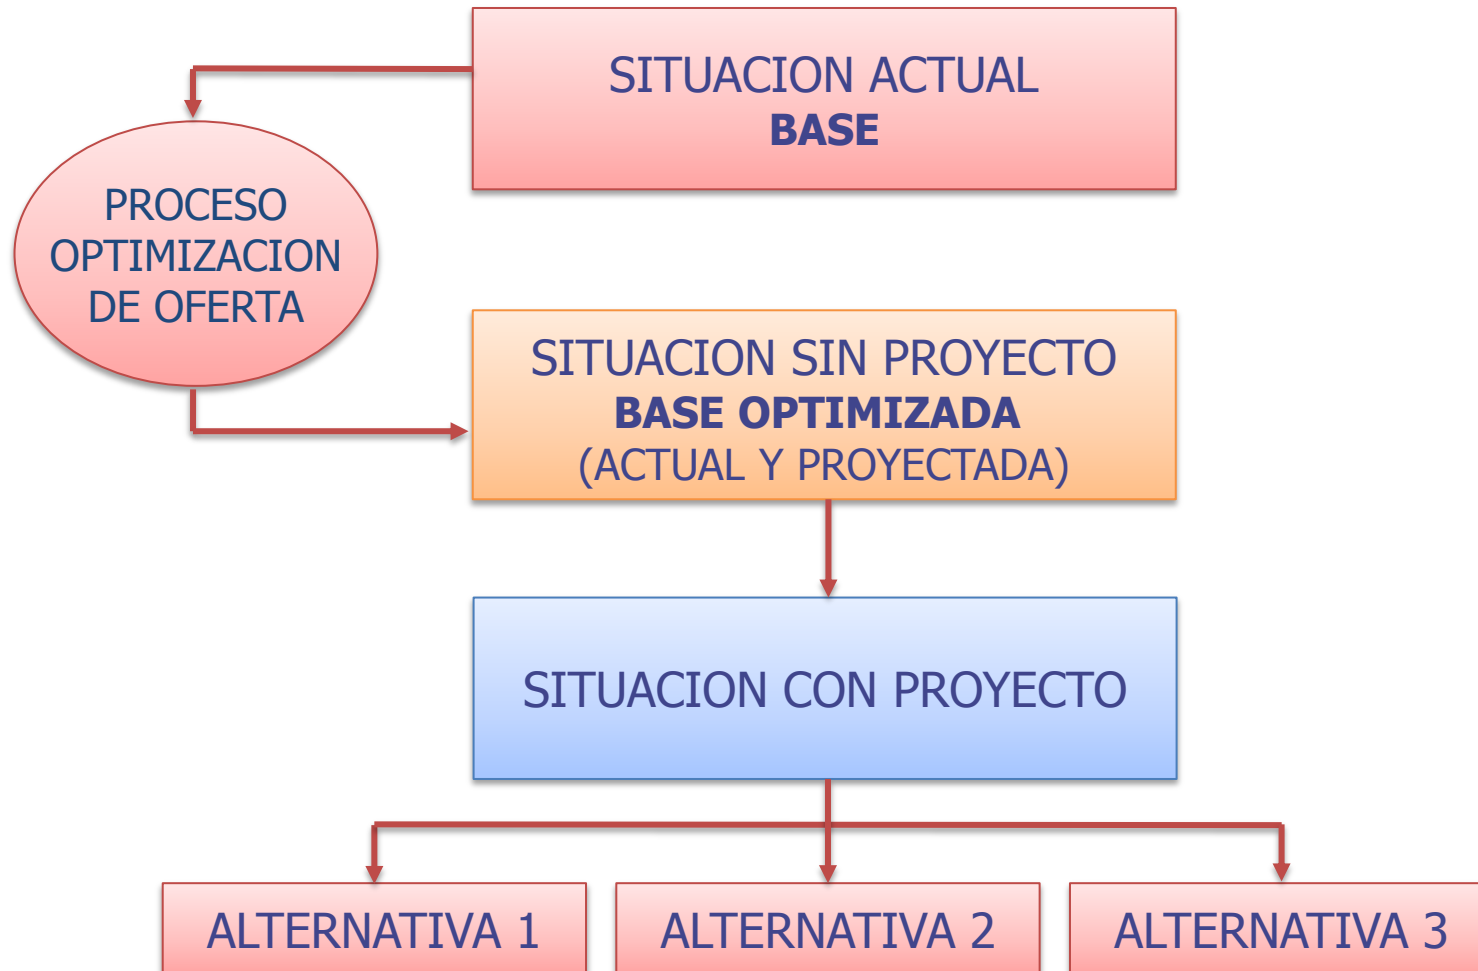 SITUACION ACTUAL
BASE
PROCESO
OPTIMIZACION
DE OFERTA
SITUACION SIN PROYECTO
BASE OPTIMIZADA
(ACTUAL Y PROYECTADA)
SITUACION CON PROYECTO
ALTERNATIVA 1
ALTERNATIVA 2
ALTERNATIVA 3